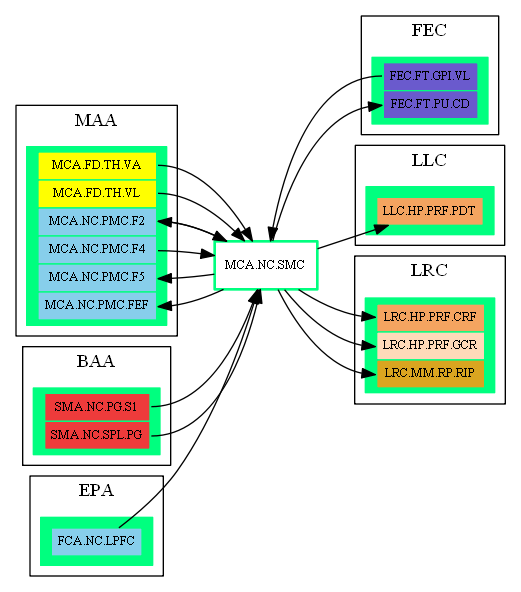 MAA
MCA.FD.TH.VA
MCA.FD.TH.VL
MCA.NC.PMC.F2
MCA.NC.PMC.F4
MCA.NC.PMC.F5
MCA.NC.PMC.FEF
BAA
SMA.NC.PG.S1
SMA.NC.SPL.PG
EPA
FCA.NC.LPFC
MCA.NC.SMC
FEC
FEC.FT.GPI.VL
FEC.FT.PU.CD
LLC
LLC.HP.PRF.PDT
LRC
LRC.HP.PRF.CRF
LRC.HP.PRF.GCR
LRC.MM.RP.RIP